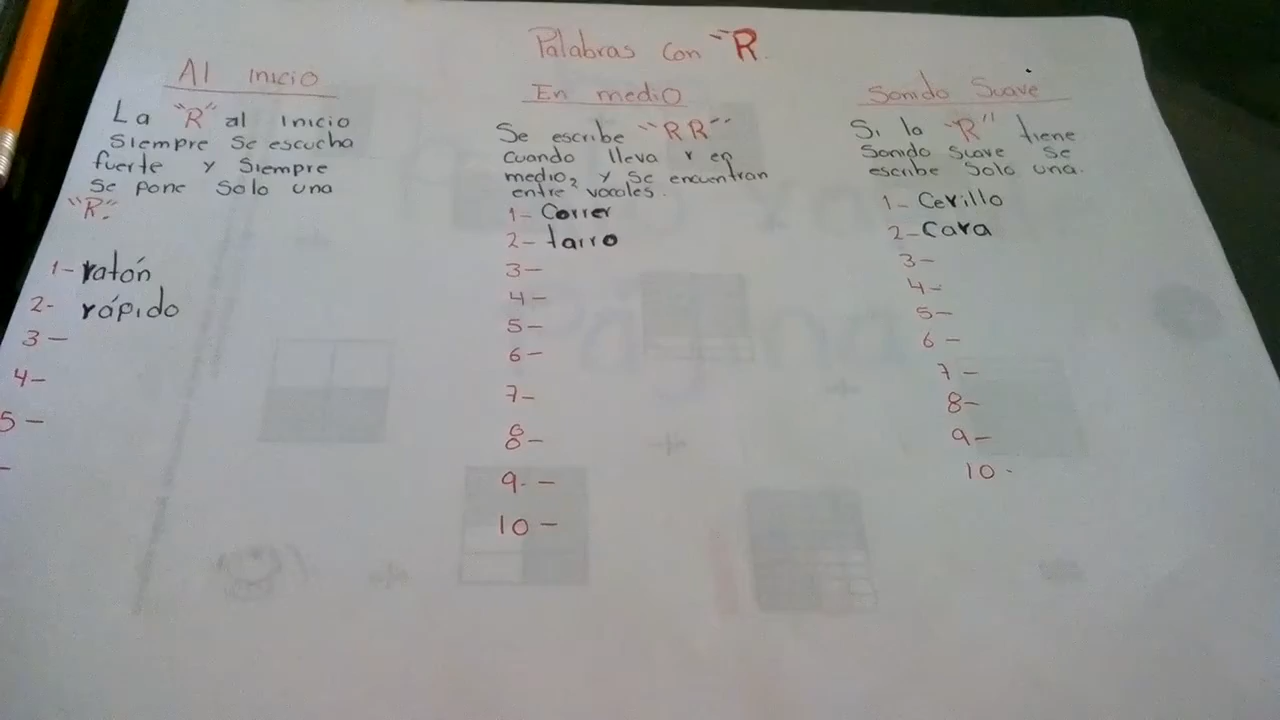 Palabras con "R.
Al inicio
La "R" al inicio
siempre se escucha
fuerte y siempre
se pone solo una
"R".
1- ratón
2- rápido
3-
4-
5-
-
En medio
Se escribe "RR"
cuando lleva r en
medio, y se encuentran
entre vocales.
1- Correr
2- tarro
3-
4-
5-
6-
7-
8-
9.-
10-
Sonido Suave
Si la "R" tiene
sonido suave se
escribe solo una.
1- Cerillo
2- Cara
3-
4-
5-
6-
7-
8-
9-
10-